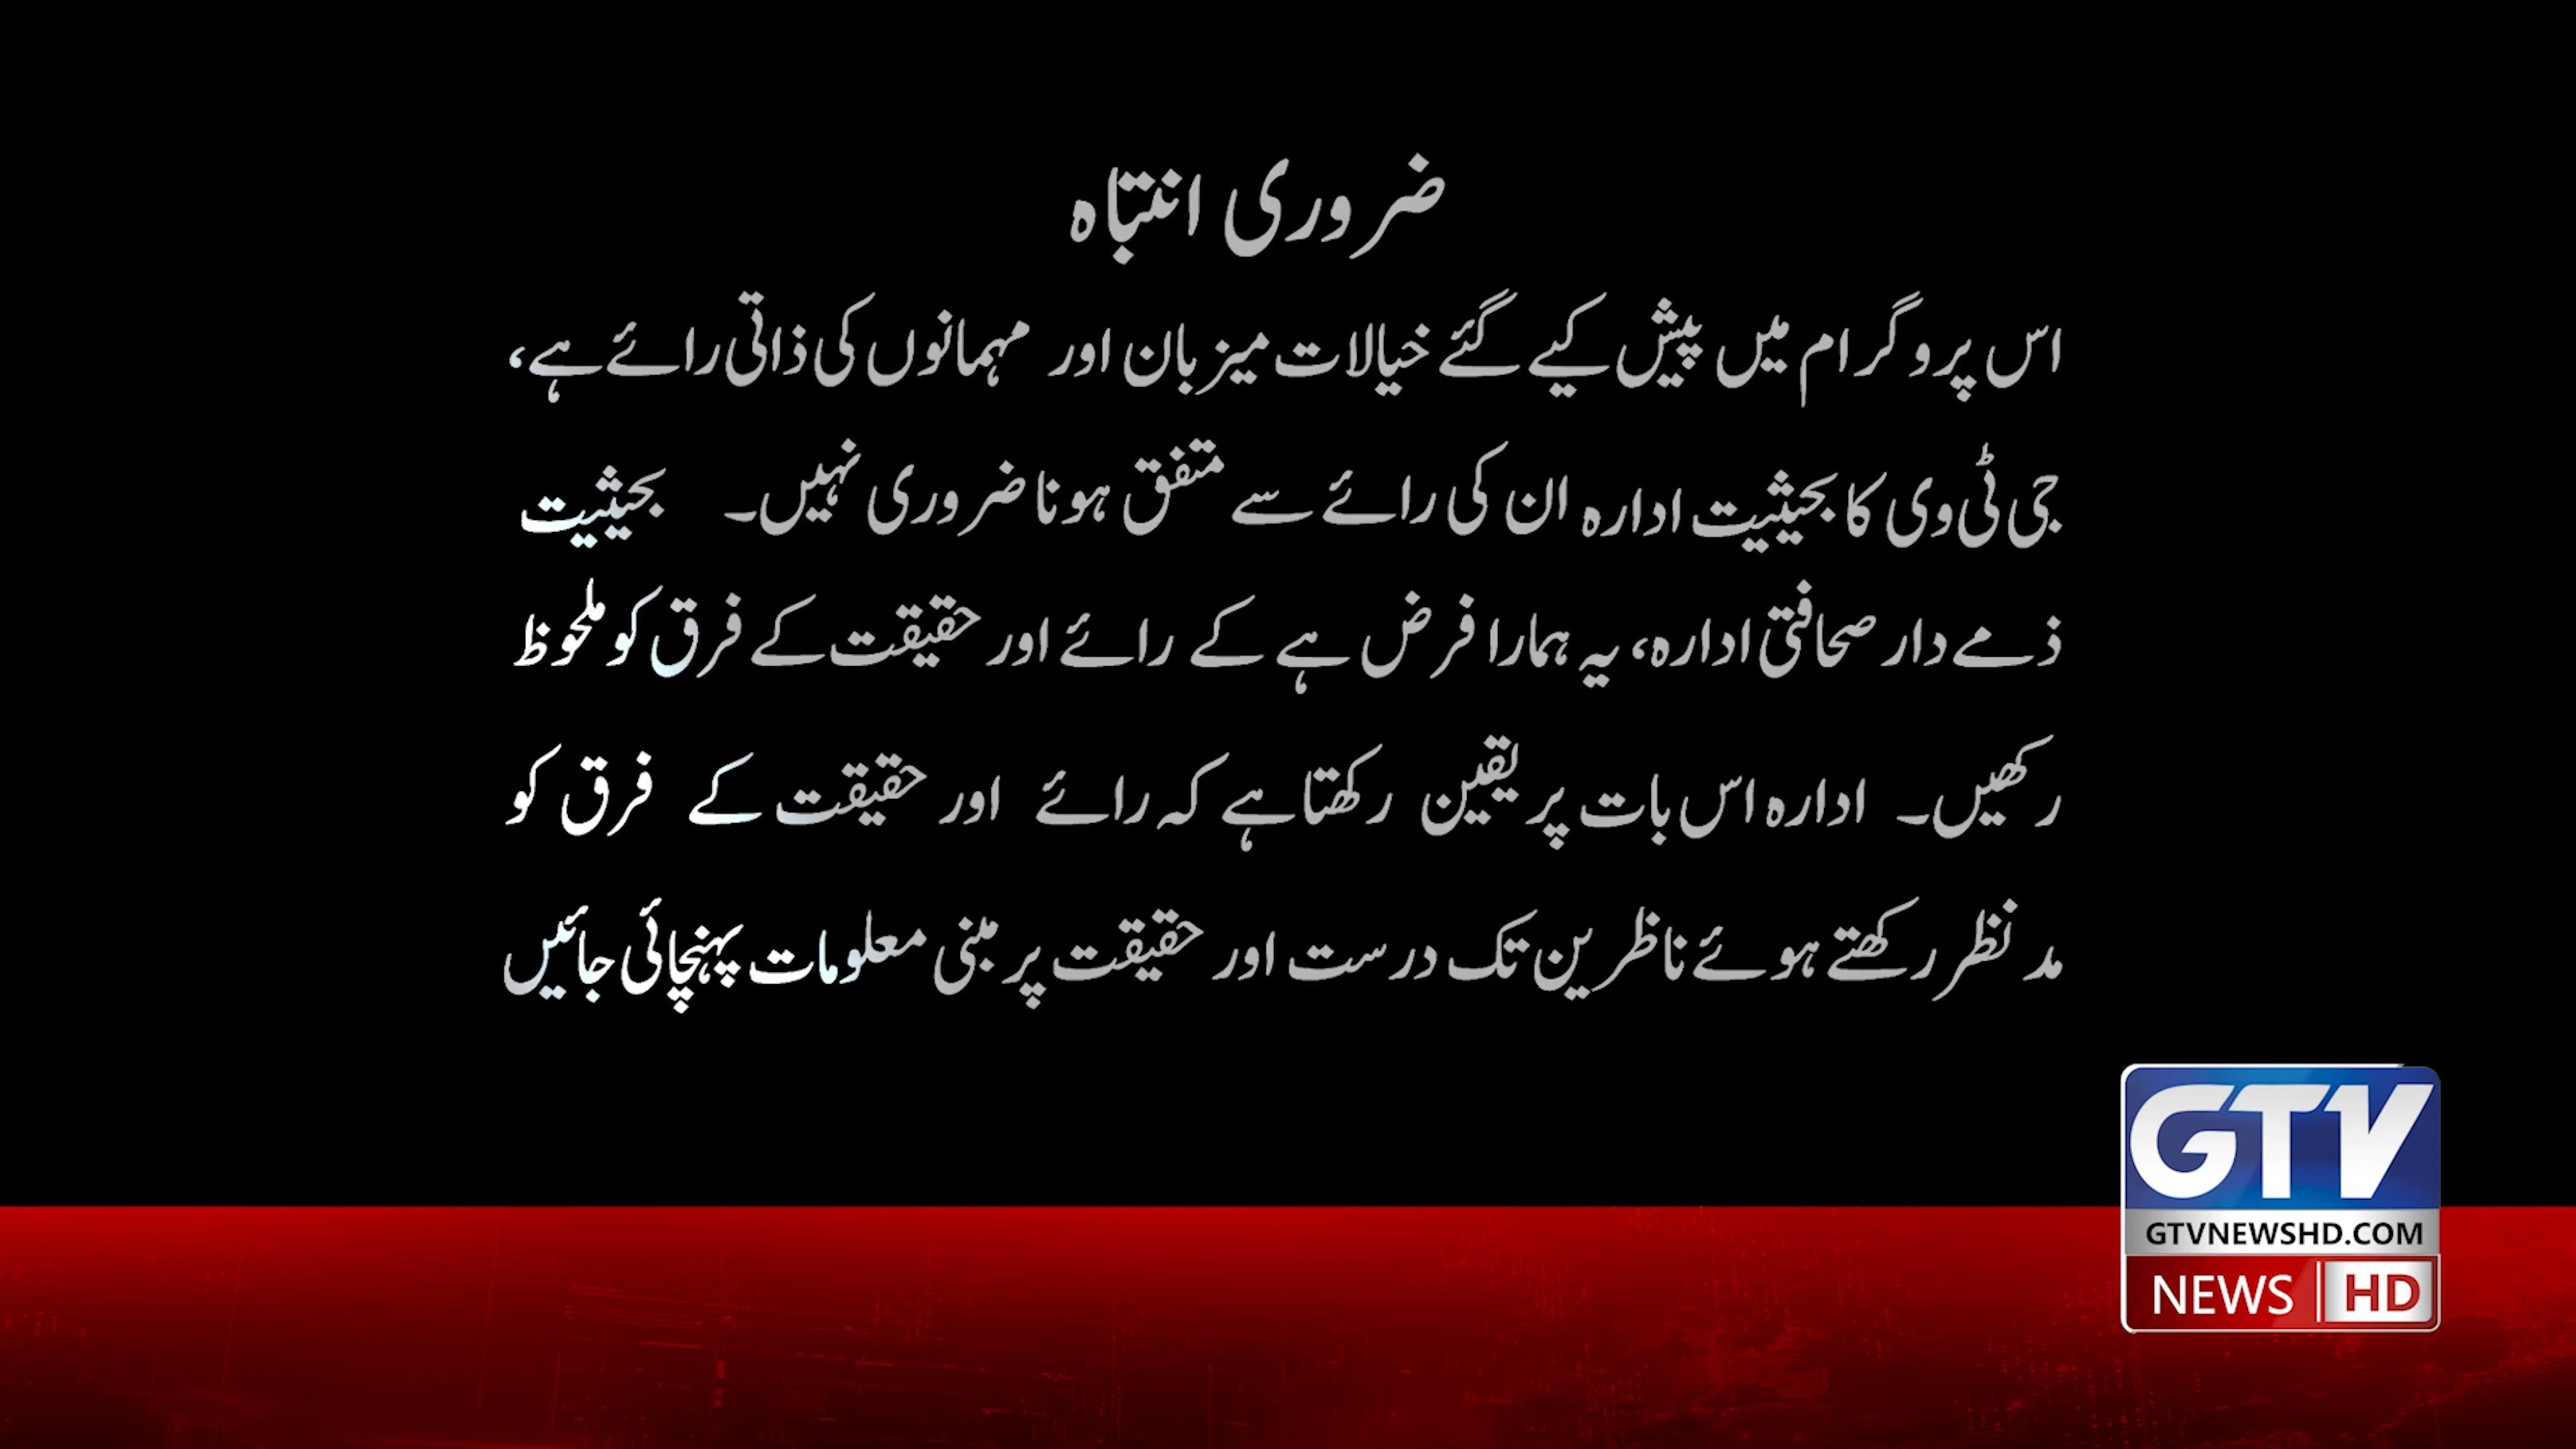 ضروری انتباہ
اس پروگرام میں پیش کیے گئے خیالات میزبان اور مہمانوں کی ذاتی رائے ہے،
جی ٹی وی کا بحیثیت ادارہ ان کی رائے سے متفق ہونا ضروری نہیں۔ بحیثیت
ذمے دار صحافتی ادارہ، یہ ہمارا فرض ہے کے رائے اور حقیقت کے فرق کو ملحوظ
رکھیں۔ ادارہ اس بات پر یقین رکھتا ہے کہ رائے اور حقیقت کے فرق کو
مدنظر رکھتے ہوئے ناظرین تک درست اور حقیقت پر مبنی معلومات پہنچائی جائیں
GTV
GTVNEWSHD.COM
NEWS HD